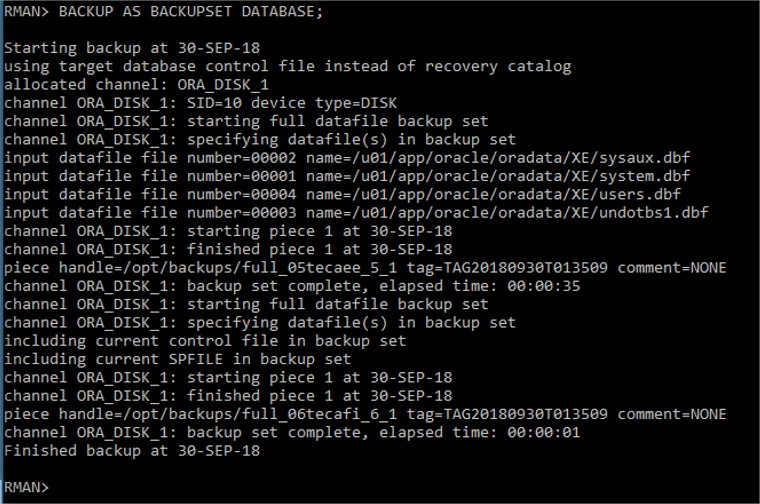 RMAN> BACKUP AS BACKUPSET DATABASE;
Starting backup at 30-SEP-18
using target database control file instead of recovery catalog
allocated channel: ORA_DISK_1
channel ORA_DISK_1: SID=10 device type=DISK
channel ORA_DISK_1: starting full datafile backup set
channel ORA_DISK_1: specifying datafile(s) in backup set
input datafile file number=00002 name=/u01/app/oracle/oradata/XE/sysaux.dbf
input datafile file number=00001 name=/u01/app/oracle/oradata/XE/system.dbf
input datafile file number=00004 name=/u01/app/oracle/oradata/XE/users.dbf
input datafile file number=00003 name=/u01/app/oracle/oradata/XE/undotbs1.dbf
channel ORA_DISK_1: starting piece 1 at 30-SEP-18
channel ORA_DISK_1: finished piece 1 at 30-SEP-18
piece handle=/opt/backups/full_05tecaee_5_1 tag=TAG20180930T013509 comment=NONE
channel ORA_DISK_1: backup set complete, elapsed time: 00:00:35
channel ORA_DISK_1: starting full datafile backup set
channel ORA_DISK_1: specifying datafile(s) in backup set
including current control file in backup set
including current SPFILE in backup set
channel ORA_DISK_1: starting piece 1 at 30-SEP-18
channel ORA_DISK_1: finished piece 1 at 30-SEP-18
piece handle=/opt/backups/full_06tecafi_6_1 tag=TAG20180930T013509 comment=NONE
channel ORA_DISK_1: backup set complete, elapsed time: 00:00:01
Finished backup at 30-SEP-18
RMAN>